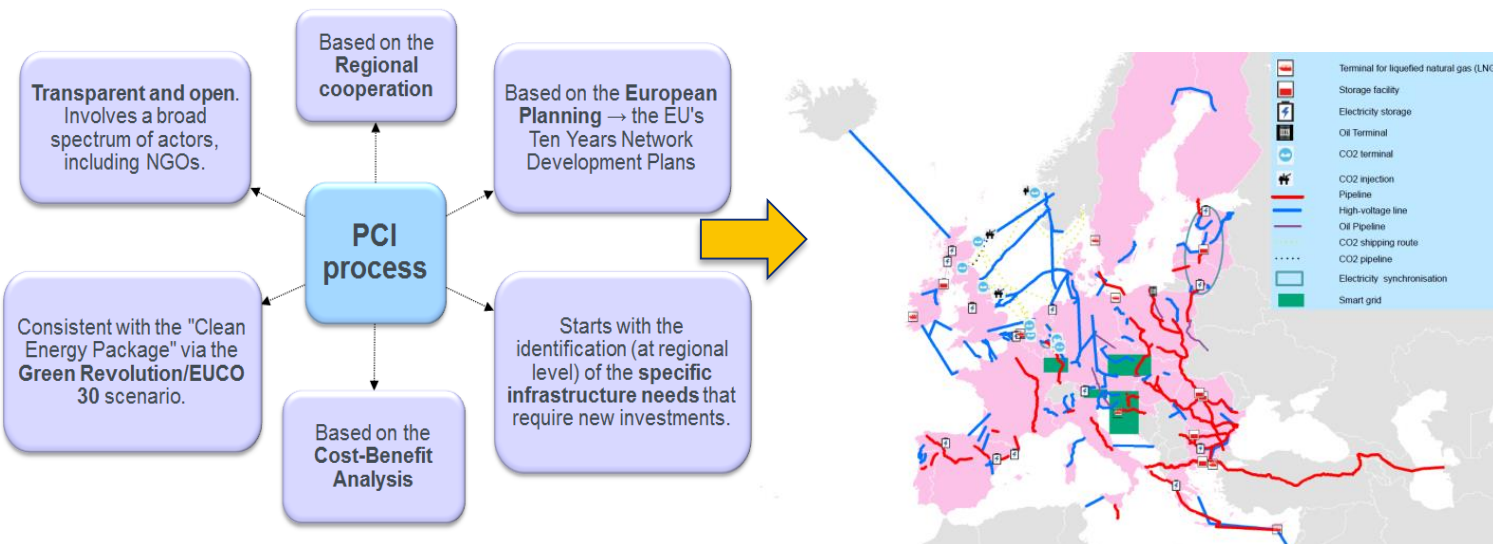 Based on the
Regional
cooperation
Transparent and open.
Involves a broad
spectrum of actors,
including NGOs.
Based on the European
Planning → the EU's
Ten Years Network
Development Plans
PCI
process
Consistent with the "Clean
Energy Package" via the
Green Revolution/EUCO
30 scenario.
Based on the
Cost-Benefit
Analysis
Starts with the
identification (at regional
level) of the specific
infrastructure needs that
require new investments.
Terminal for liquefied natural gas (LNG
Storage facility
Electricity storage
Oil Terminal
CO2 terminal
CO2 injection
Pipeline
High-voltage line
Oil Pipeline
CO2 shipping route
CO2 pipeline
Electricity synchronisation
Smart grid